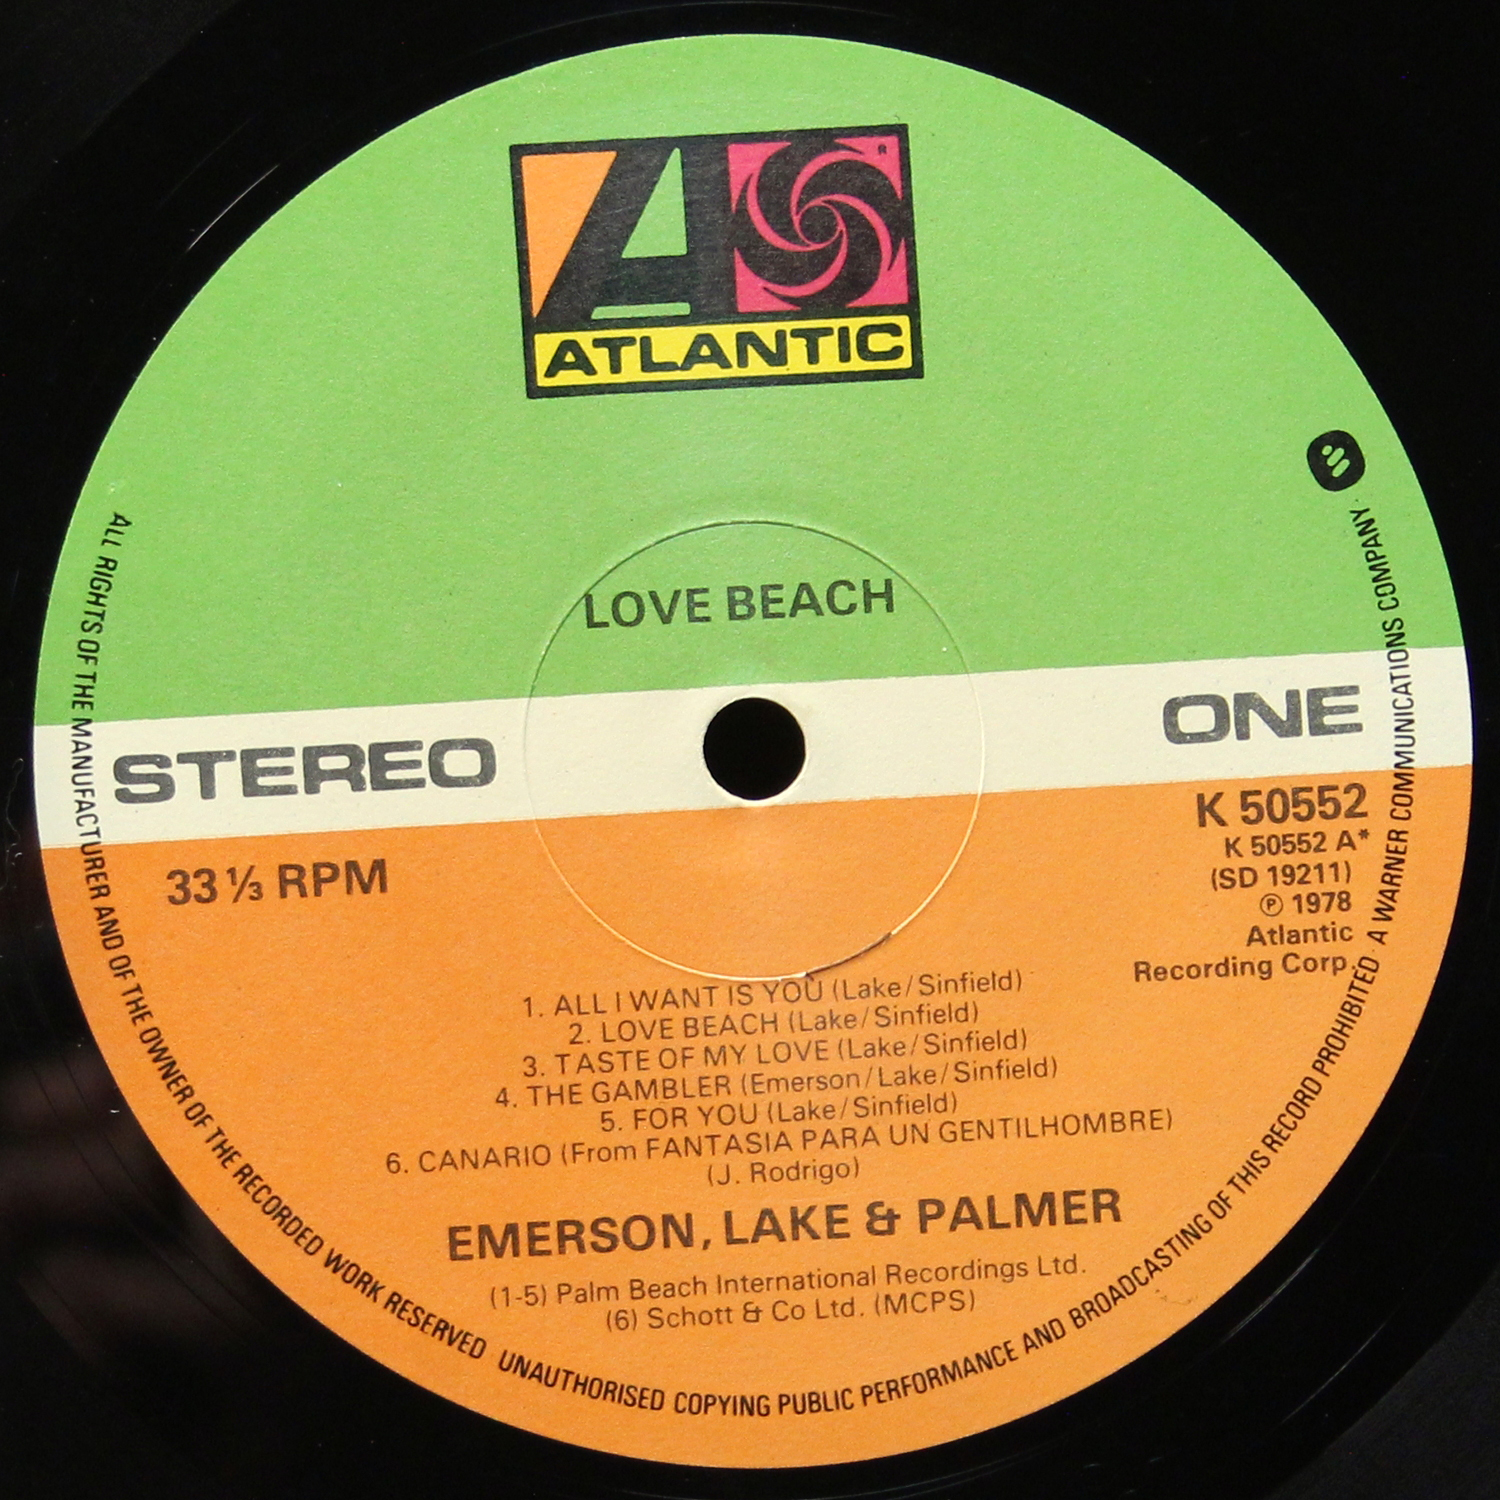 ATLANTIC
LOVE BEACH
STEREO
ONE
33 ⅓ RPM
K 50552
K 50552 A*
(SD 19211)
℗ 1978
Atlantic
Recording Corp.
1. ALL I WANT IS YOU (Lake/Sinfield)
2. LOVE BEACH (Lake/Sinfield)
3. TASTE OF MY LOVE (Lake/Sinfield)
4. THE GAMBLER (Emerson/Lake/Sinfield)
5. FOR YOU (Lake/Sinfield)
6. CANARIO (From FANTASIA PARA UN GENTILHOMBRE)
(J. Rodrigo)
EMERSON, LAKE & PALMER
(1-5) Palm Beach International Recordings Ltd.
(6) Schott & Co Ltd. (MCPS)
ALL RIGHTS OF THE MANUFACTURER AND OF THE OWNER OF THE RECORDED WORK RESERVED UNAUTHORISED COPYING PUBLIC PERFORMANCE AND BROADCASTING OF THIS RECORD PROHIBITED A WARNER COMMUNICATIONS COMPANY